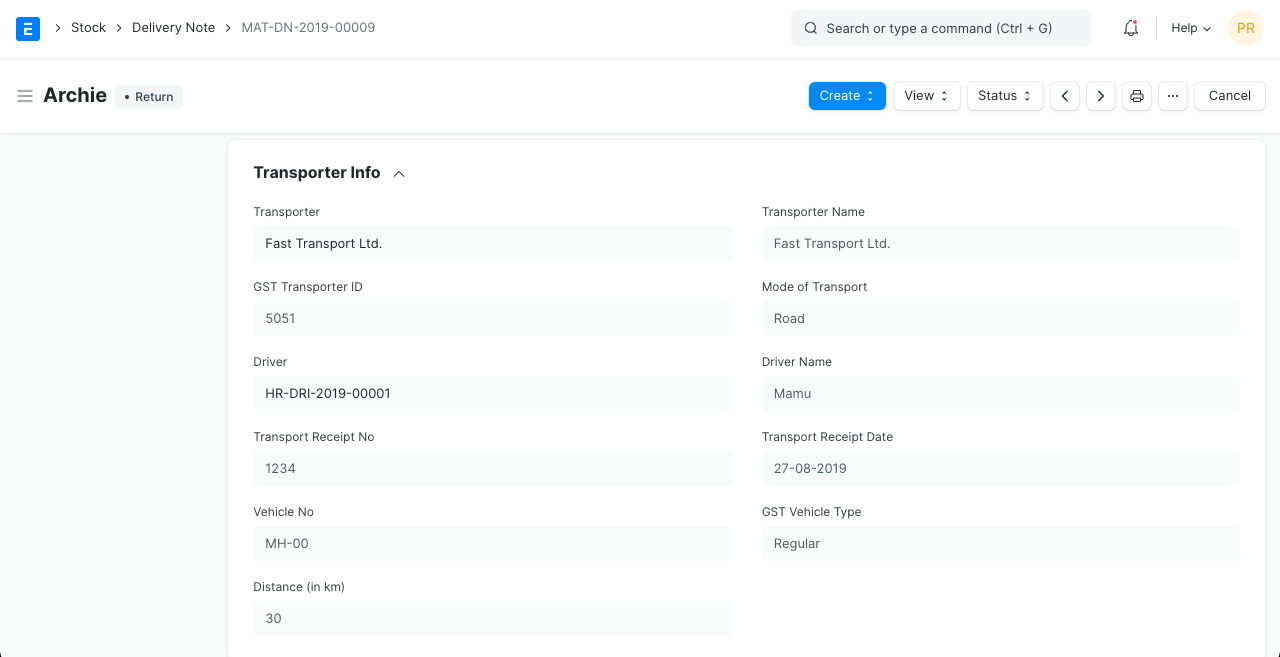 E
Stock
Delivery Note
MAT-DN-2019-00009
Search or type a command (Ctrl + G)
Help
PR
Archie
• Return
Create
View
Status
...
Cancel
Transporter Info
Transporter
Transporter Name
Fast Transport Ltd.
Fast Transport Ltd.
GST Transporter ID
Mode of Transport
5051
Road
Driver
Driver Name
HR-DRI-2019-00001
Mamu
Transport Receipt No
Transport Receipt Date
1234
27-08-2019
Vehicle No
GST Vehicle Type
MH-00
Regular
Distance (in km)
30